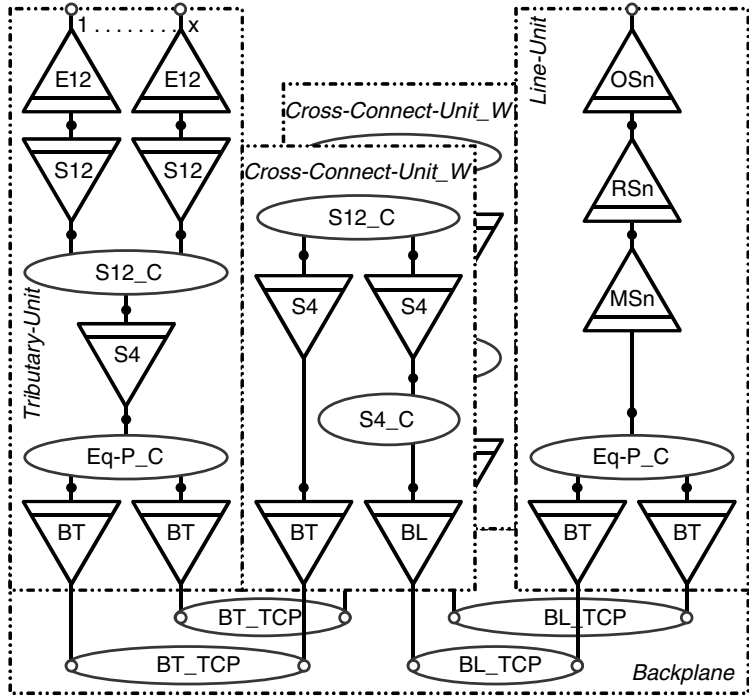 1 . . . . . . . . x
E12 E12
S12 S12
S12_C
S4
Eq-P_C
BT BT
Tributary-Unit
Cross-Connect-Unit_W
Cross-Connect-Unit_W
S12_C
S4 S4
S4_C
BT BL
Line-Unit
OSn
RSn
MSn
Eq-P_C
BT BT
BT_TCP BL_TCP
BT_TCP BL_TCP
Backplane